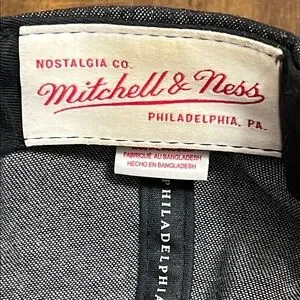 NOSTALGIA CO.
Mitchell & Ness
PHILADELPHIA, PA.
FABRIQUÉ AU BANGLADESH
HECHO EN BANGLADESH
PHILADELPHIA